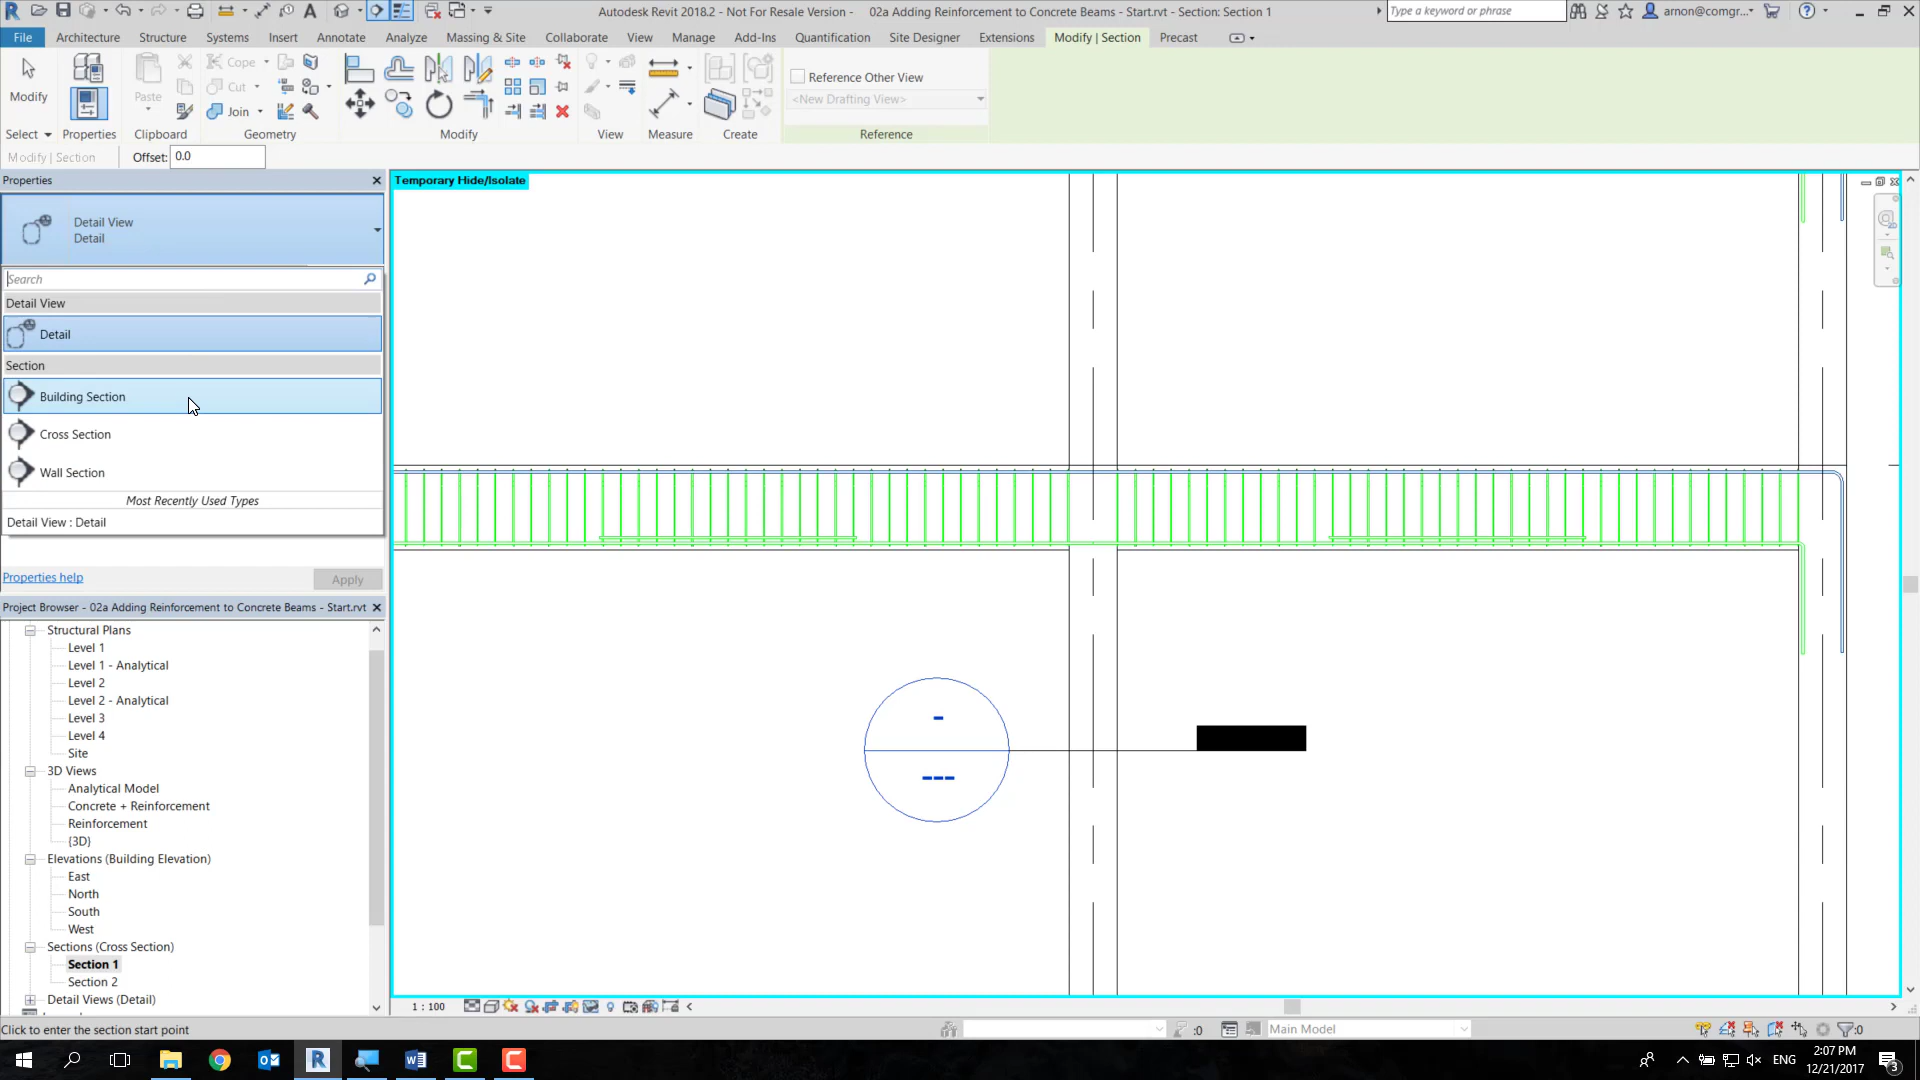 Autodesk Revit 2018.2 - Not For Resale Version - 02a Adding Reinforcement to Concrete Beams - Start.rvt - Section: Section 1
Type a keyword or phrase
arnon@comgr...
File Architecture Structure Systems Insert Annotate Analyze Massing & Site Collaborate View Manage Add-Ins Quantification Site Designer Extensions Modify | Section Precast
Modify
Properties
Paste
Cope
Cut
Join
Reference Other View
<New Drafting View>
Select Properties Clipboard Geometry Modify View Measure Create Reference
Modify | Section Offset: 0.0
Properties
Detail View
Detail
Search
Detail View
Detail
Section
Building Section
Cross Section
Wall Section
Most Recently Used Types
Detail View : Detail
Properties help Apply
Project Browser - 02a Adding Reinforcement to Concrete Beams - Start.rvt
Structural Plans
Level 1
Level 1 - Analytical
Level 2
Level 2 - Analytical
Level 3
Level 4
Site
3D Views
Analytical Model
Concrete + Reinforcement
Reinforcement
{3D}
Elevations (Building Elevation)
East
North
South
West
Sections (Cross Section)
Section 1
Section 2
Detail Views (Detail)
Temporary Hide/Isolate
-
---
1 : 100
Click to enter the section start point
:0
Main Model
:0
ENG
2:07 PM
12/21/2017
3